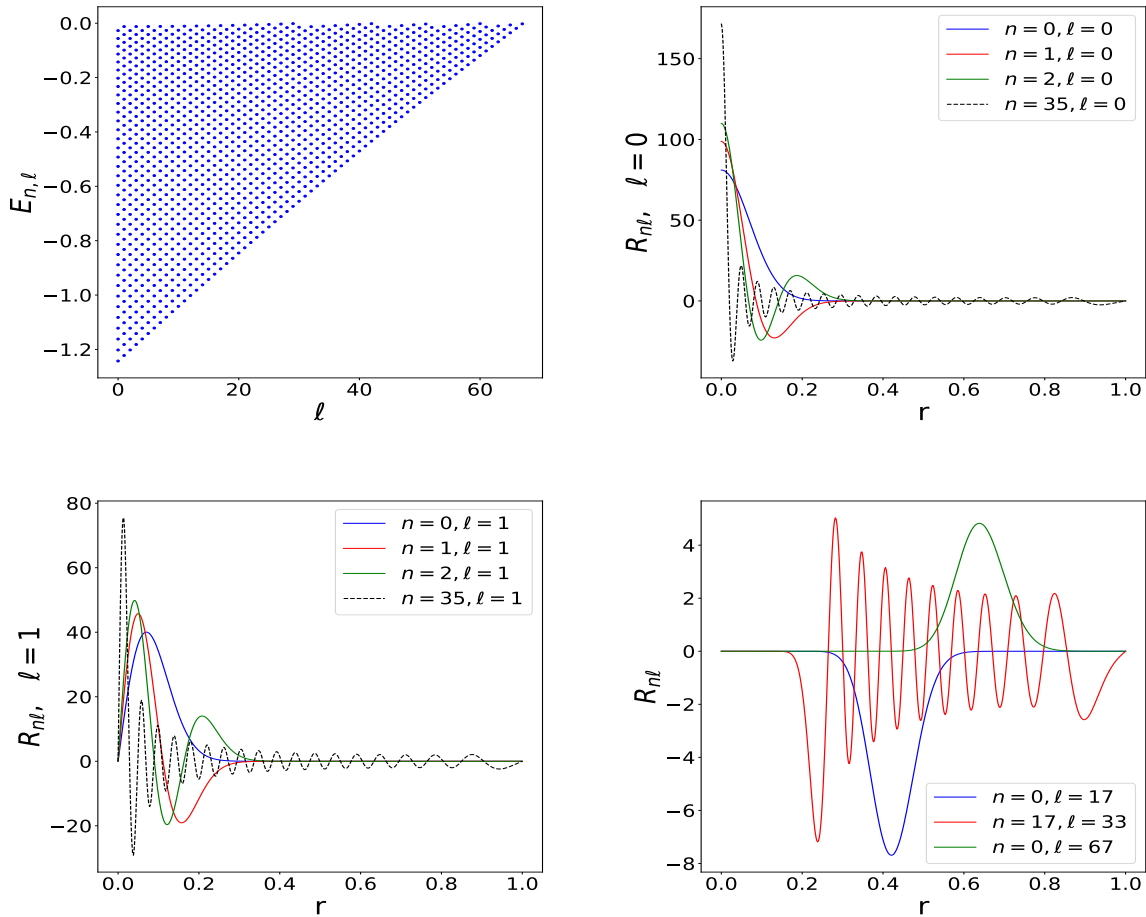 0.0
−0.2
−0.4
−0.6
−0.8
−1.0
−1.2
E_{n,ℓ}
0 20 40 60
ℓ
150
100
50
0
R_{nℓ}, ℓ = 0
n = 0, ℓ = 0
n = 1, ℓ = 0
n = 2, ℓ = 0
n = 35, ℓ = 0
0.0 0.2 0.4 0.6 0.8 1.0
r
80
60
40
20
0
−20
R_{nℓ}, ℓ = 1
n = 0, ℓ = 1
n = 1, ℓ = 1
n = 2, ℓ = 1
n = 35, ℓ = 1
0.0 0.2 0.4 0.6 0.8 1.0
r
4
2
0
−2
−4
−6
−8
R_{nℓ}
n = 0, ℓ = 17
n = 17, ℓ = 33
n = 0, ℓ = 67
0.0 0.2 0.4 0.6 0.8 1.0
r